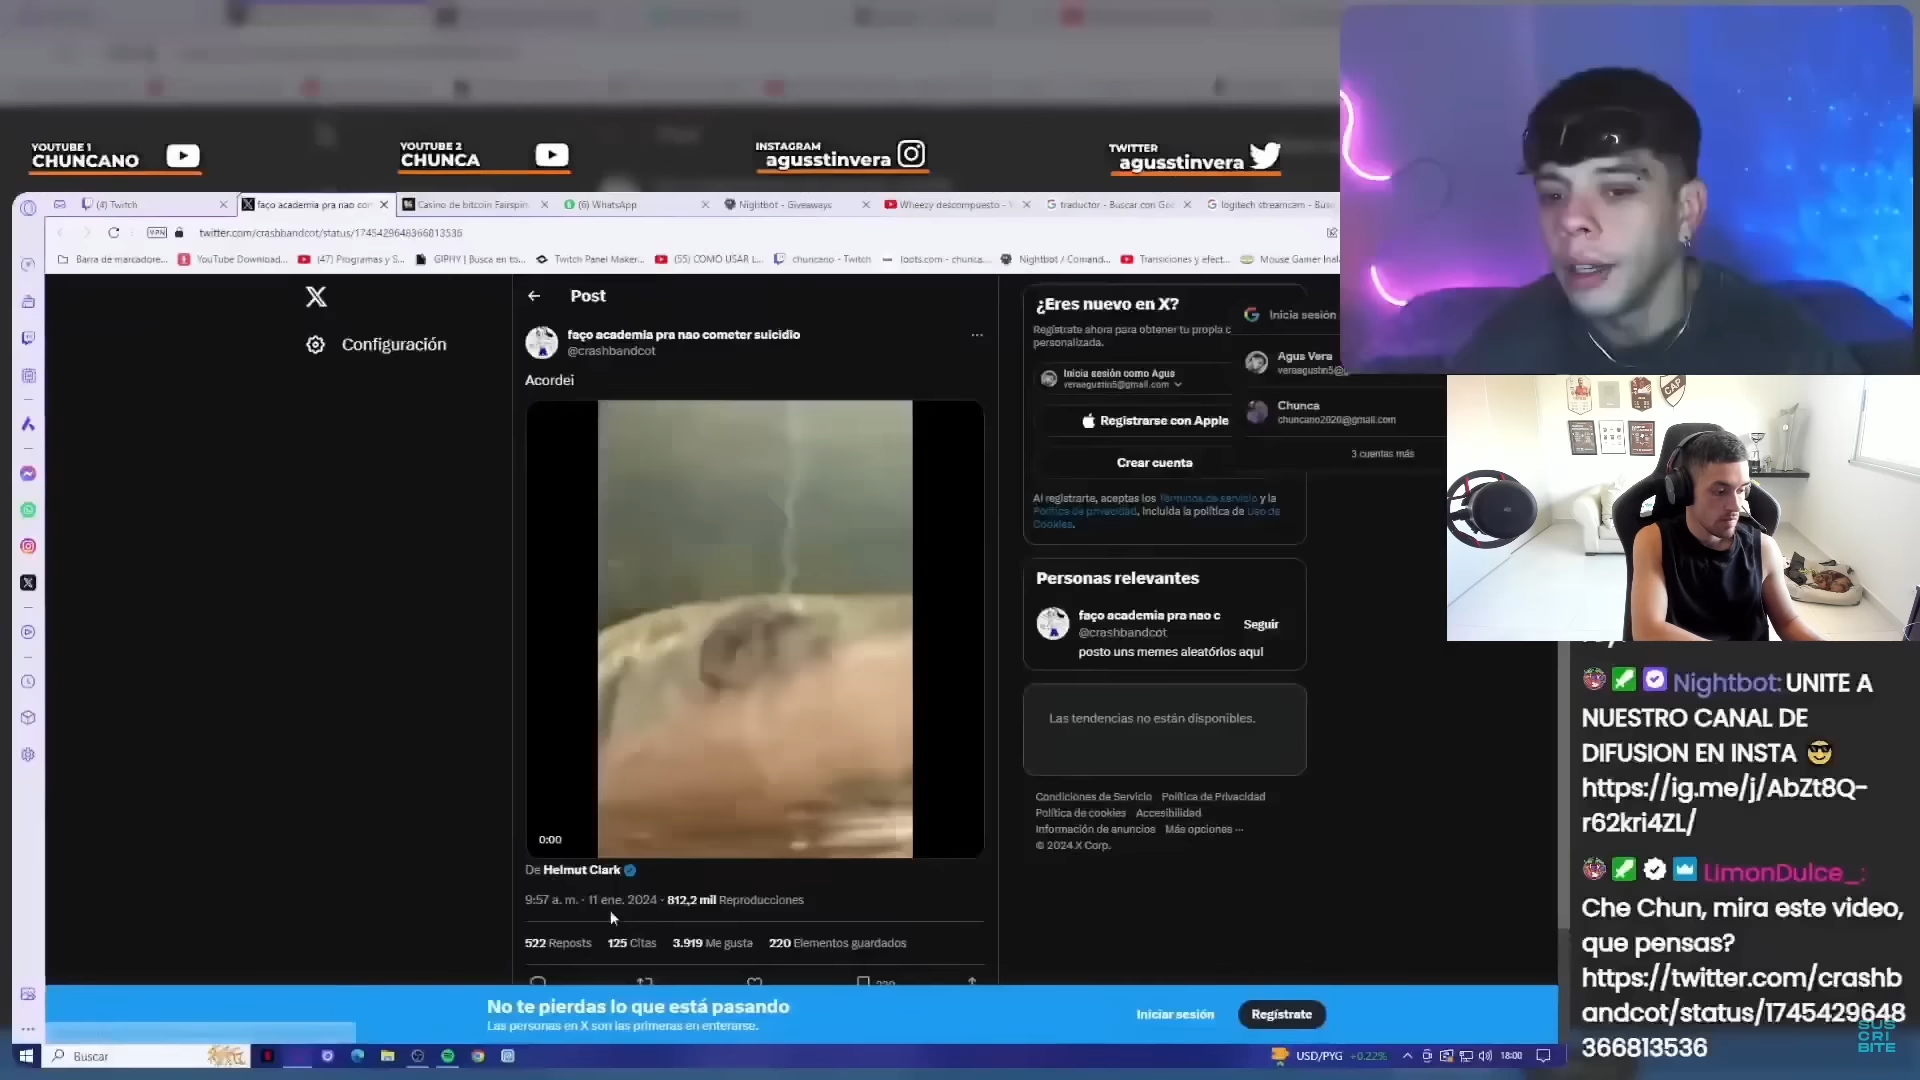 YOUTUBE 1
CHUNCANO
YOUTUBE 2
CHUNCA
INSTAGRAM
agusstinvera
TWITTER
agusstinvera
(4) Twitch
faço academia pra nao con
Casino de bitcoin Fairspin
(6) WhatsApp
Nightbot - Giveaways
Wheezy descompuesto - Y
traductor - Buscar con Goo
logitech streamcam - Bus
VPN
twitter.com/crashbandcot/status/1745429648366813536
Barra de marcadore...
YouTube Download...
(47) Programas y S...
GIPHY | Busca en to...
Twitch Panel Maker...
(55) COMO USAR L...
chuncano - Twitch
loots.com - chunca...
Nightbot / Comand...
Transiciones y efect...
Mouse Gamer Inal
Configuración
Post
faço academia pra nao cometer suicidio
@crashbandcot
Acordei
0:00
De Helmut Clark
9:57 a. m. · 11 ene. 2024 · 812,2 mil Reproducciones
522 Reposts 125 Citas 3.919 Me gusta 220 Elementos guardados
220
¿Eres nuevo en X?
Regístrate ahora para obtener tu propia c
personalizada.
Inicia sesión como Agus
veraagustin5@gmail.com
Registrarse con Apple
Crear cuenta
Al registrarte, aceptas los Términos de servicio y la
Política de privacidad, incluida la política de Uso de
Cookies.
Inicia sesión
Agus Vera
veraagustin5@g
Chunca
chuncano2020@gmail.com
3 cuentas más
Personas relevantes
faço academia pra nao c
@crashbandcot
Seguir
posto uns memes aleatórios aqui
Las tendencias no están disponibles.
Condiciones de Servicio Política de Privacidad
Política de cookies Accesibilidad
Información de anuncios Más opciones ···
© 2024 X Corp.
CAP
Nightbot: UNITE A
NUESTRO CANAL DE
DIFUSION EN INSTA 😎
https://ig.me/j/AbZt8Q-
r62kri4ZL/
LimonDulce_:
Che Chun, mira este video,
que pensas?
https://twitter.com/crashb
andcot/status/1745429648
366813536
SUS
CRI
BITE
No te pierdas lo que está pasando
Las personas en X son las primeras en enterarse.
Iniciar sesión
Regístrate
Buscar
USD/PYG +0.22%
18:00